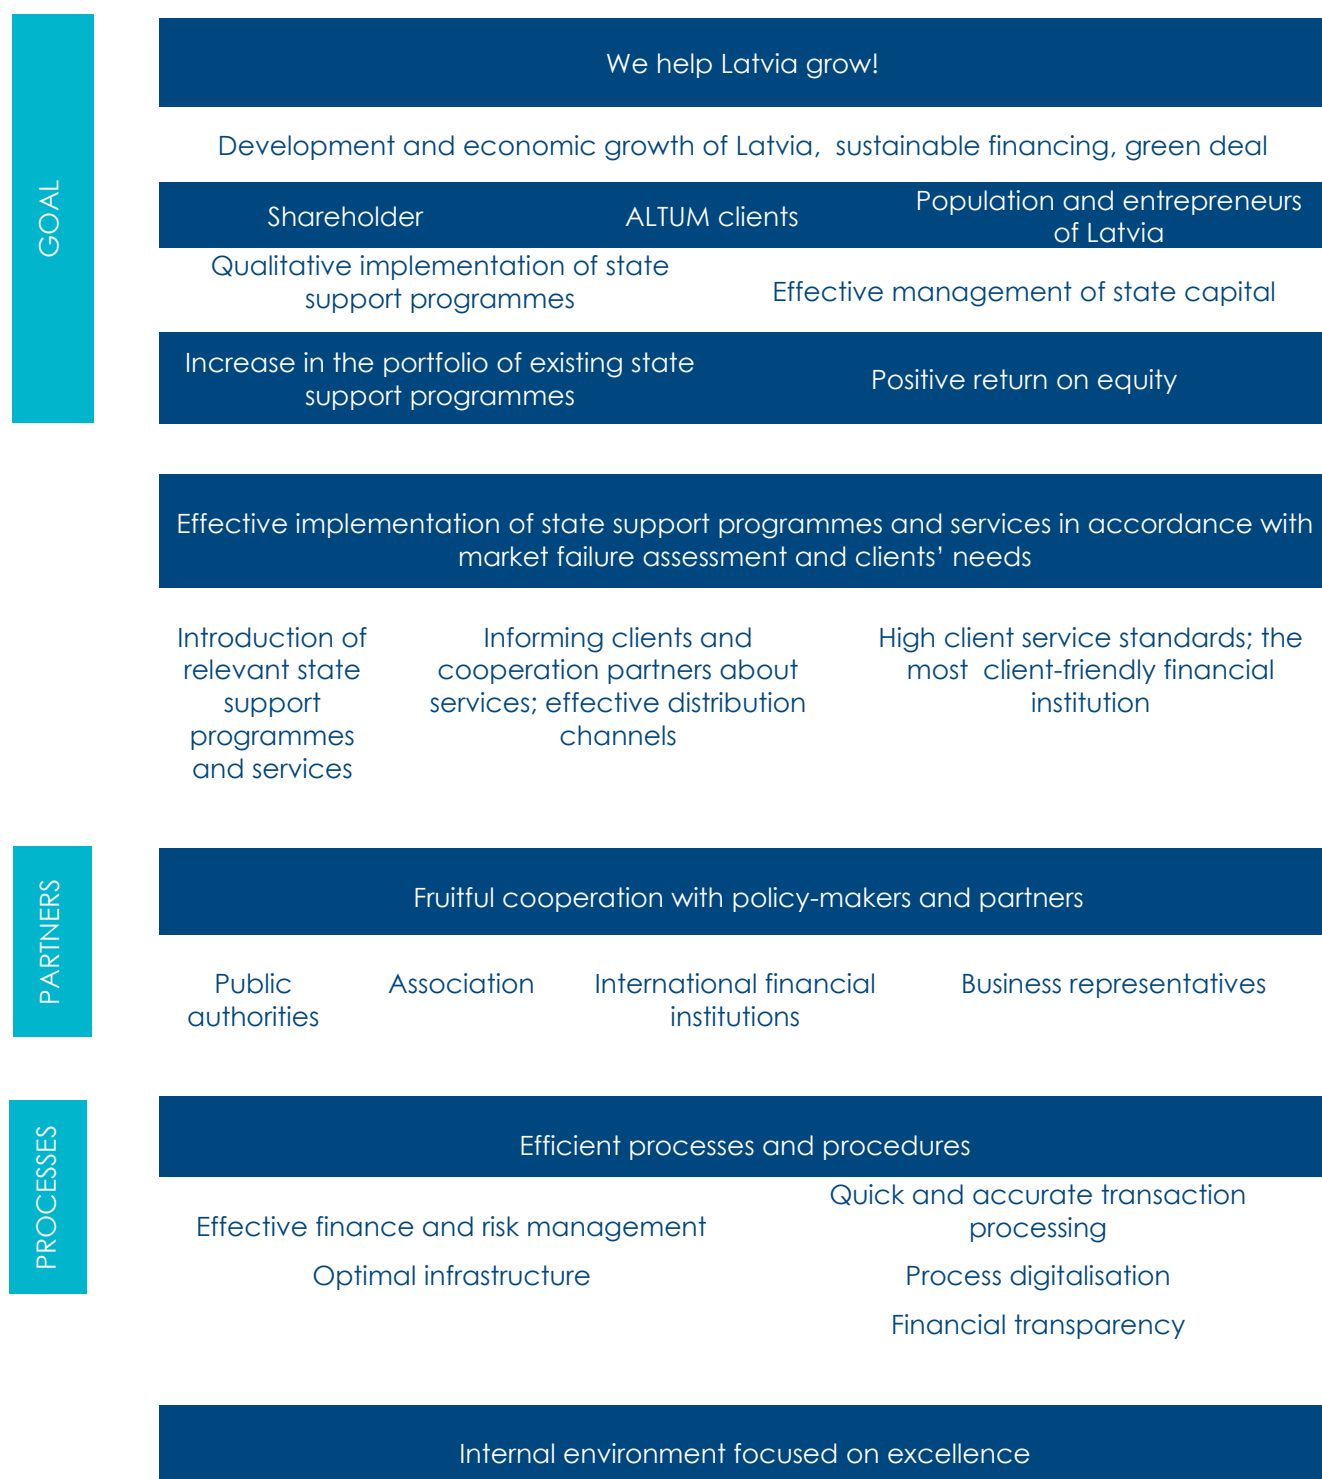 GOAL
We help Latvia grow!
Development and economic growth of Latvia,  sustainable financing, green deal
Shareholder
ALTUM clients
Population and entrepreneurs
of Latvia
Qualitative implementation of state
support programmes
Effective management of state capital
Increase in the portfolio of existing state
support programmes
Positive return on equity
Effective implementation of state support programmes and services in accordance with
market failure assessment and clients’ needs
Introduction of
relevant state
support
programmes
and services
Informing clients and
cooperation partners about
services; effective distribution
channels
High client service standards; the
most  client-friendly financial
institution
PARTNERS
Fruitful cooperation with policy-makers and partners
Public
authorities
Association
International financial
institutions
Business representatives
PROCESSES
Efficient processes and procedures
Effective finance and risk management
Optimal infrastructure
Quick and accurate transaction
processing
Process digitalisation
Financial transparency
Internal environment focused on excellence